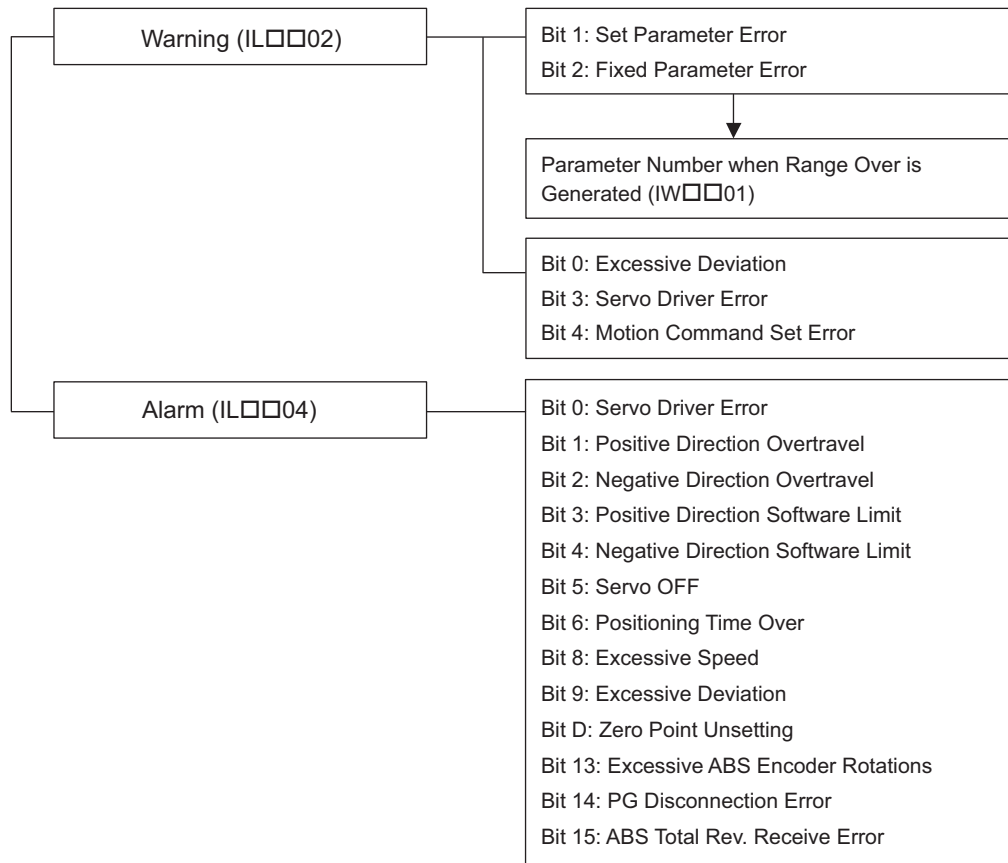 Warning (IL□□02)
Bit 1: Set Parameter Error
Bit 2: Fixed Parameter Error
Parameter Number when Range Over is
Generated (IW□□01)
Bit 0: Excessive Deviation
Bit 3: Servo Driver Error
Bit 4: Motion Command Set Error
Alarm (IL□□04)
Bit 0: Servo Driver Error
Bit 1: Positive Direction Overtravel
Bit 2: Negative Direction Overtravel
Bit 3: Positive Direction Software Limit
Bit 4: Negative Direction Software Limit
Bit 5: Servo OFF
Bit 6: Positioning Time Over
Bit 8: Excessive Speed
Bit 9: Excessive Deviation
Bit D: Zero Point Unsetting
Bit 13: Excessive ABS Encoder Rotations
Bit 14: PG Disconnection Error
Bit 15: ABS Total Rev. Receive Error